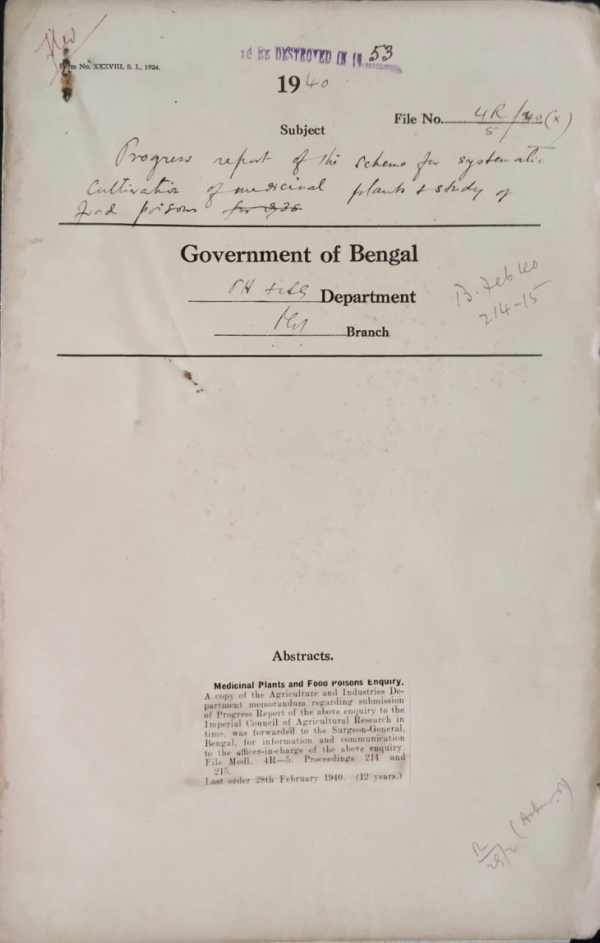 Form No. XXXVIII, S. I., 1924.
TO BE DESTROYED IN 1953
1940
File No. 4R/5/40(x)
Subject
Progress report of the scheme for systematic
Cultivation of medicinal plants & study of
food poisons
Government of Bengal
PH & LSG Department
Branch
B. Feb 40
214-15
Abstracts.
Medicinal Plants and Food Poisons Enquiry.
A copy of the Agriculture and Industries De-
partment memorandum regarding submission
of Progress Report of the above enquiry to the
Imperial Council of Agricultural Research in
time, was forwarded to the Surgeon-General,
Bengal, for information and communication
to the officer-in-charge of the above enquiry.
File Medl. 4R—5. Proceedings 214 and
215.
Last order 28th February 1940. (12 years.)